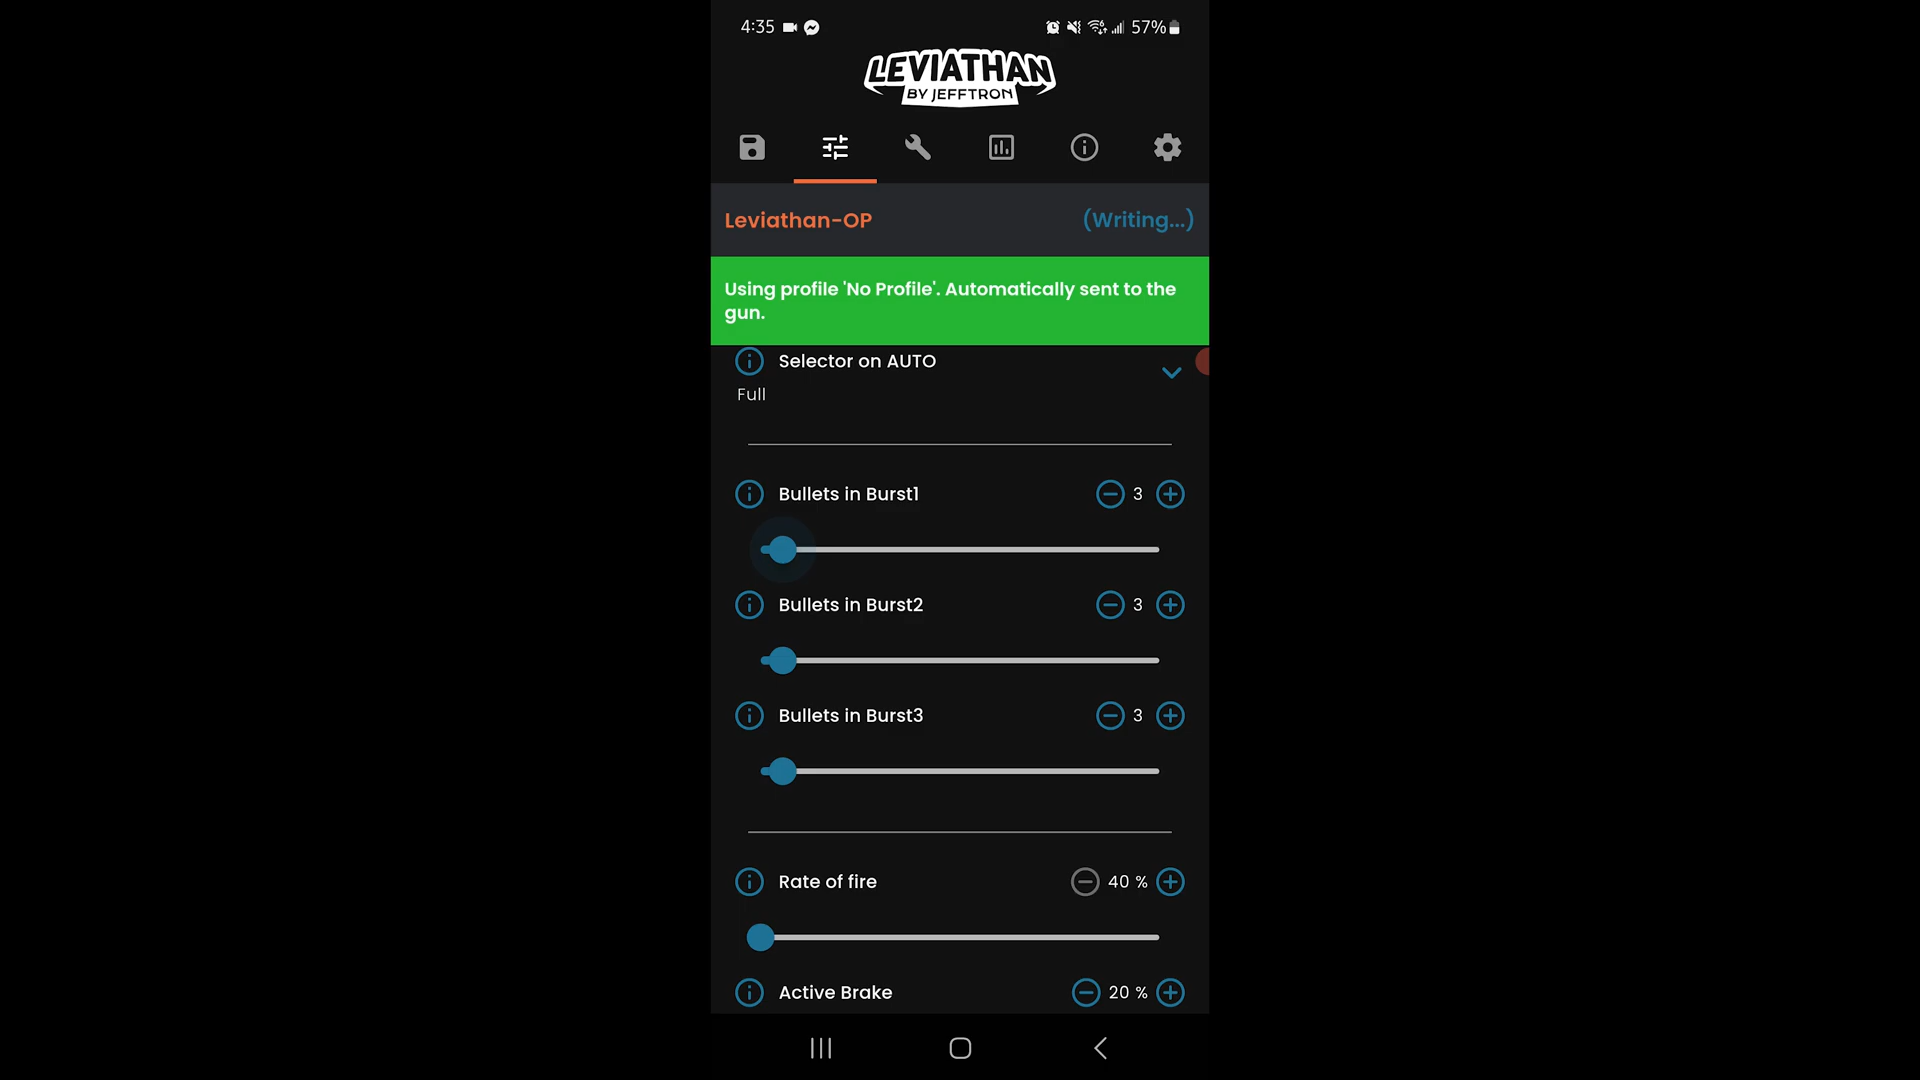 4:35
57%
LEVIATHAN
BY JEFFTRON
Leviathan-OP (Writing...)
Using profile 'No Profile'. Automatically sent to the
gun.
Selector on AUTO
Full
Bullets in Burst1 3
Bullets in Burst2 3
Bullets in Burst3 3
Rate of fire 40 %
Active Brake 20 %